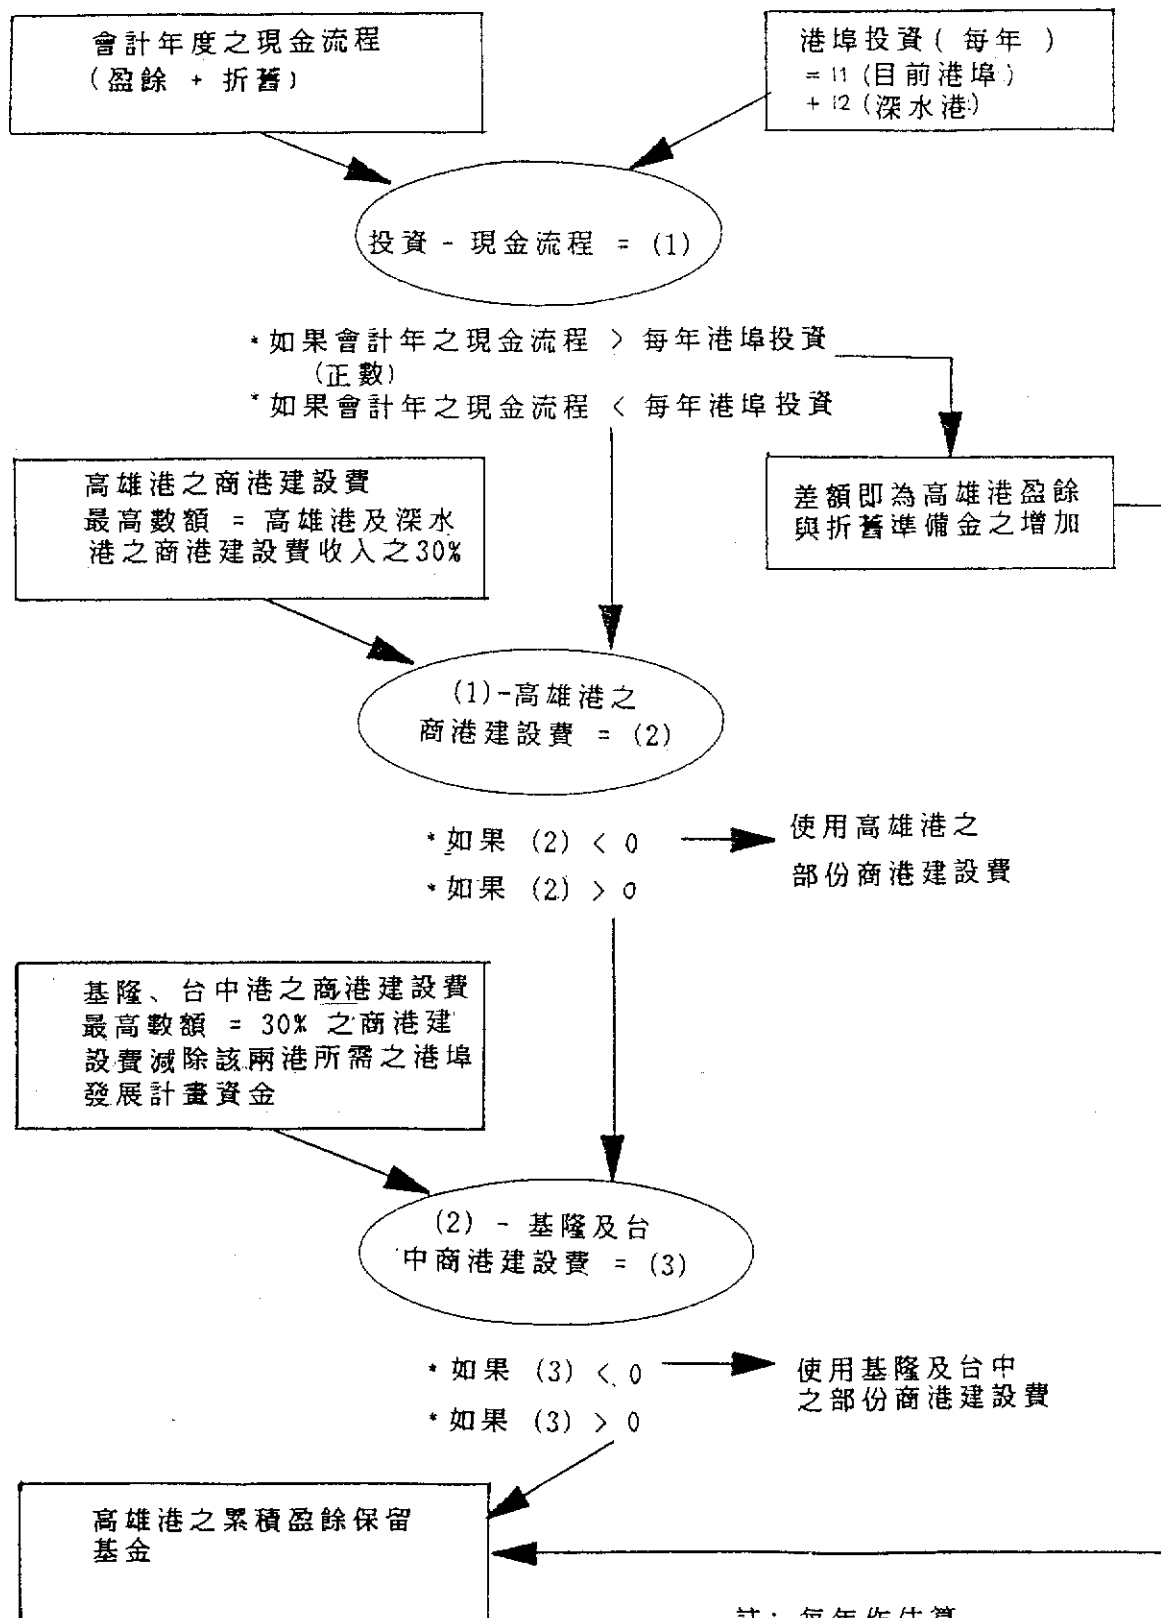 會計年度之現金流程
(盈餘 + 折舊)
港埠投資 ( 每年 )
= I1 (目前港埠)
+ I2 (深水港)
投資 - 現金流程 = (1)
*如果會計年之現金流程 > 每年港埠投資
(正數)
*如果會計年之現金流程 < 每年港埠投資
高雄港之商港建設費
最高數額 = 高雄港及深水
港之商港建設費收入之30%
差額即為高雄港盈餘
與折舊準備金之增加
(1)-高雄港之
商港建設費 = (2)
*如果 (2) < 0
使用高雄港之
部份商港建設費
*如果 (2) > 0
基隆、台中港之商港建設費
最高數額 = 30% 之商港建
設費減除該兩港所需之港埠
發展計畫資金
(2) - 基隆及台
中商港建設費 = (3)
*如果 (3) < 0
使用基隆及台中
之部份商港建設費
*如果 (3) > 0
高雄港之累積盈餘保留
基金
註: 每年作估算